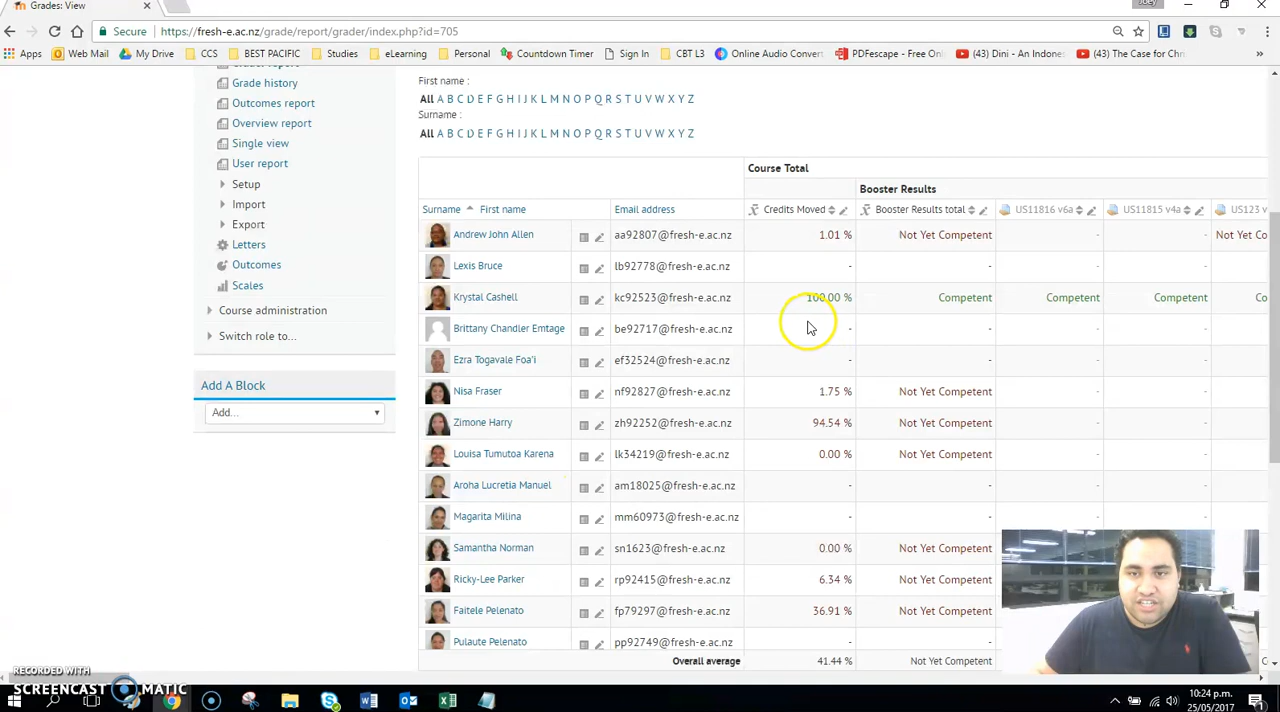 Grades: View
Joey
Secure https://fresh-e.ac.nz/grade/report/grader/index.php?id=705
Apps Web Mail My Drive CCS BEST PACIFIC Studies eLearning Personal Countdown Timer Sign In CBT L3 Online Audio Convert PDFescape - Free Onli (43) Dini - An Indones (43) The Case for Chr »
Grade history
Outcomes report
Overview report
Single view
User report
Setup
Import
Export
Letters
Outcomes
Scales
Course administration
Switch role to...
Add A Block
Add...
First name :
All A B C D E F G H I J K L M N O P Q R S T U V W X Y Z
Surname :
All A B C D E F G H I J K L M N O P Q R S T U V W X Y Z
Course Total
Booster Results
Surname First name Email address Credits Moved Booster Results total US11816 v6a US11815 v4a US123 v
Andrew John Allen aa92807@fresh-e.ac.nz 1.01 % Not Yet Competent - - Not Yet Co
Lexis Bruce lb92778@fresh-e.ac.nz - - - -
Krystal Cashell kc92523@fresh-e.ac.nz 100.00 % Competent Competent Competent Co
Brittany Chandler Emtage be92717@fresh-e.ac.nz - - - -
Ezra Togavale Foa'i ef32524@fresh-e.ac.nz - - - -
Nisa Fraser nf92827@fresh-e.ac.nz 1.75 % Not Yet Competent - -
Zimone Harry zh92252@fresh-e.ac.nz 94.54 % Not Yet Competent - -
Louisa Tumutoa Karena lk34219@fresh-e.ac.nz 0.00 % Not Yet Competent - -
Aroha Lucretia Manuel am18025@fresh-e.ac.nz - - - -
Magarita Milina mm60973@fresh-e.ac.nz - - - -
Samantha Norman sn1623@fresh-e.ac.nz 0.00 % Not Yet Competent
Ricky-Lee Parker rp92415@fresh-e.ac.nz 6.34 % Not Yet Competent
Faitele Pelenato fp79297@fresh-e.ac.nz 36.91 % Not Yet Competent
Pulaute Pelenato pp92749@fresh-e.ac.nz - -
Overall average 41.44 % Not Yet Competent
RECORDED WITH
SCREENCAST MATIC
10:24 p.m.
25/05/2017